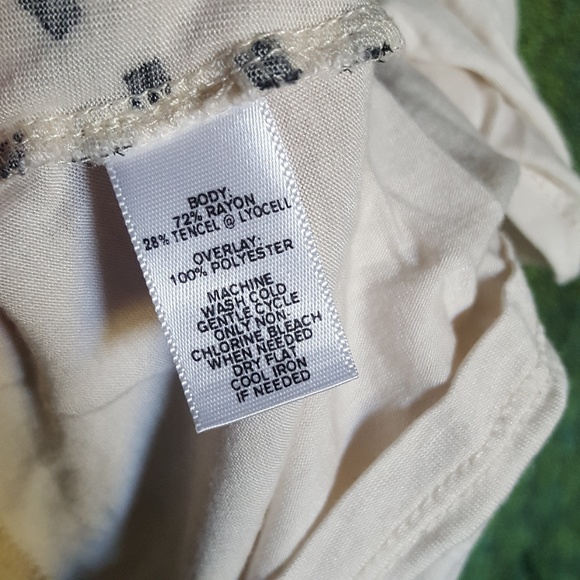 BODY:
72% RAYON
28% TENCEL @ LYOCELL
OVERLAY:
100% POLYESTER
MACHINE
WASH COLD
GENTLE CYCLE
ONLY NON
CHLORINE BLEACH
WHEN NEEDED
DRY FLAT
COOL IRON
IF NEEDED